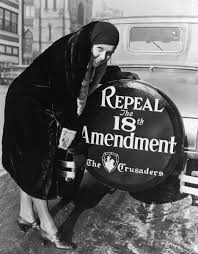 REPEAL
The
18th
Amendment
The Crusaders